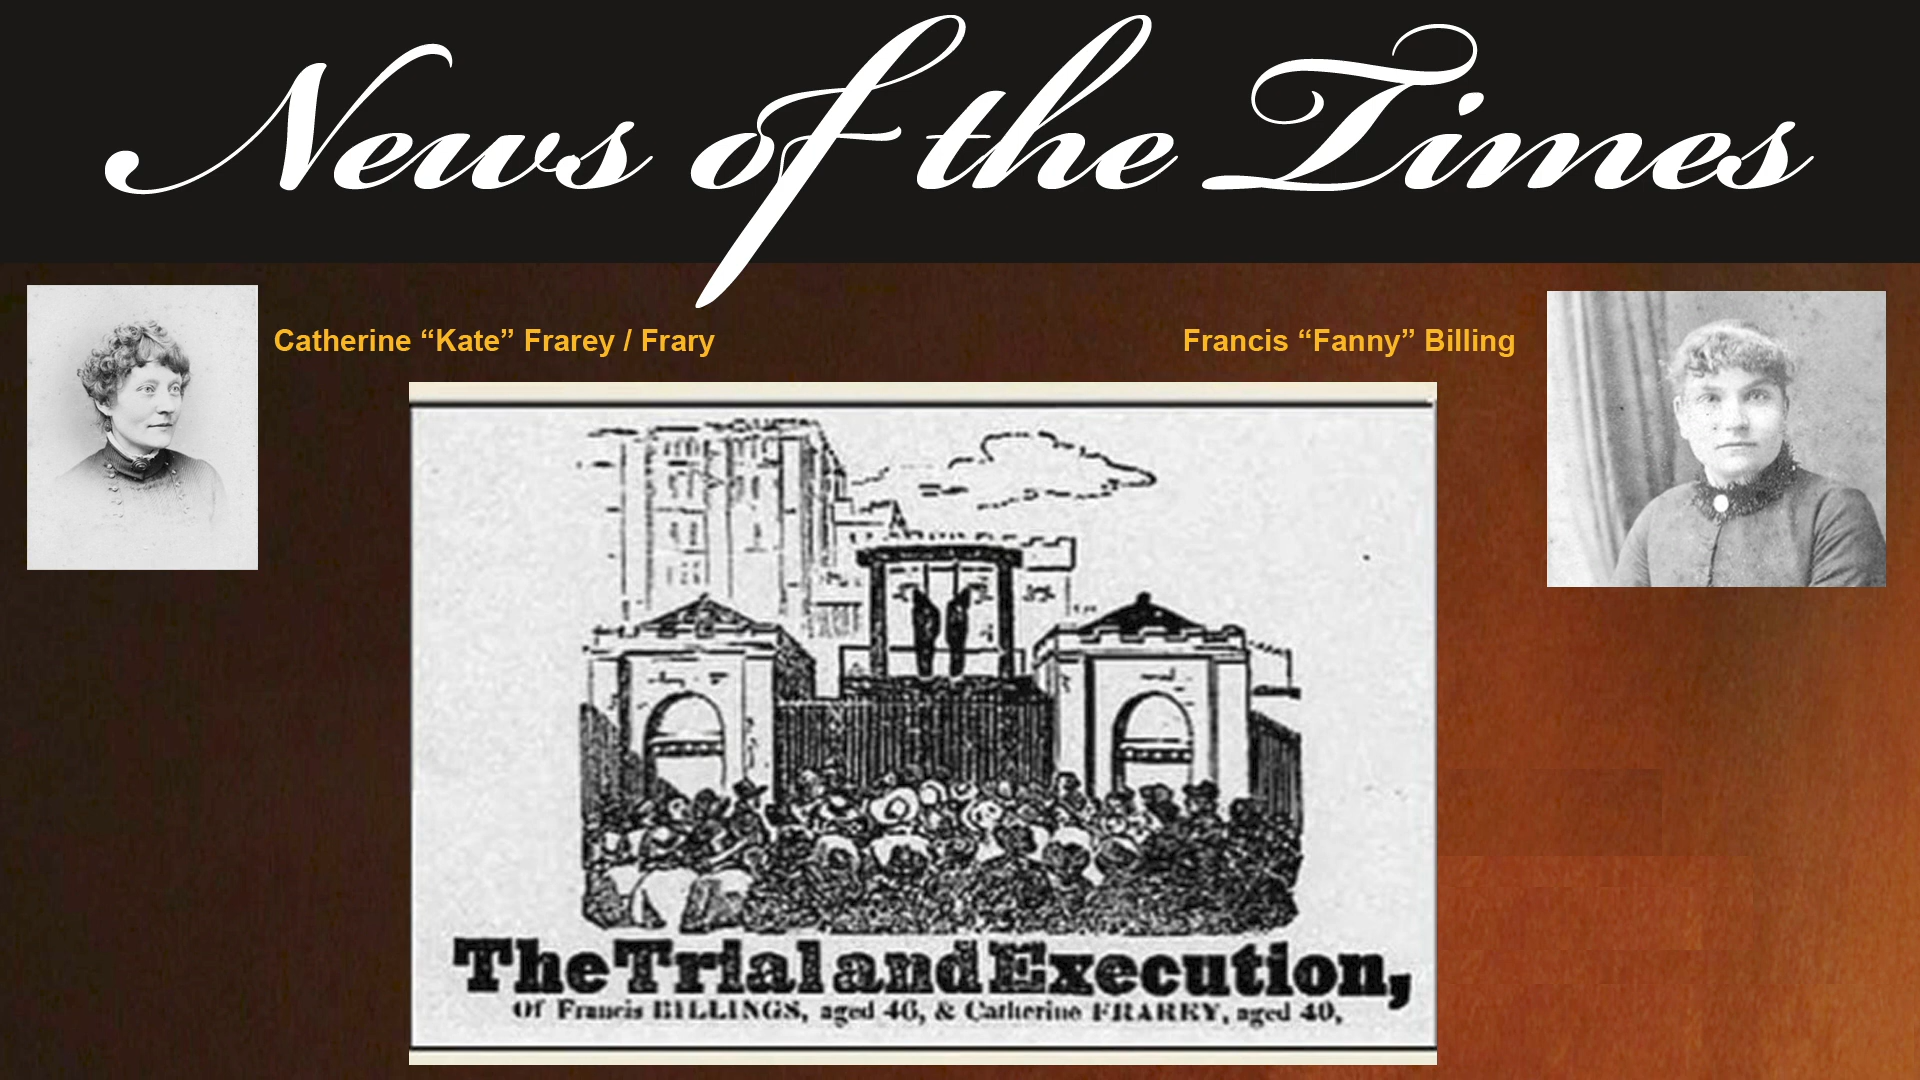 News of the Times
Catherine “Kate” Frarey / Frary
Francis “Fanny” Billing
The Trial and Execution,
Of Francis BILLINGS, aged 46, & Catherine FRAREY, aged 40,